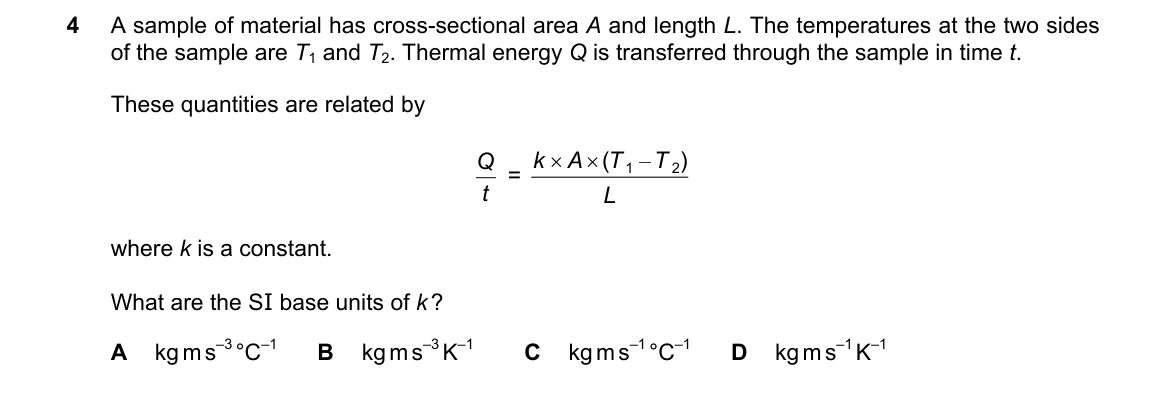 4 A sample of material has cross-sectional area A and length L. The temperatures at the two sides
of the sample are T₁ and T₂. Thermal energy Q is transferred through the sample in time t.
These quantities are related by
Q/t = k × A × (T₁ – T₂)/L
where k is a constant.
What are the SI base units of k?
A kg m s⁻³ °C⁻¹ B kg m s⁻³ K⁻¹ C kg m s⁻¹ °C⁻¹ D kg m s⁻¹ K⁻¹